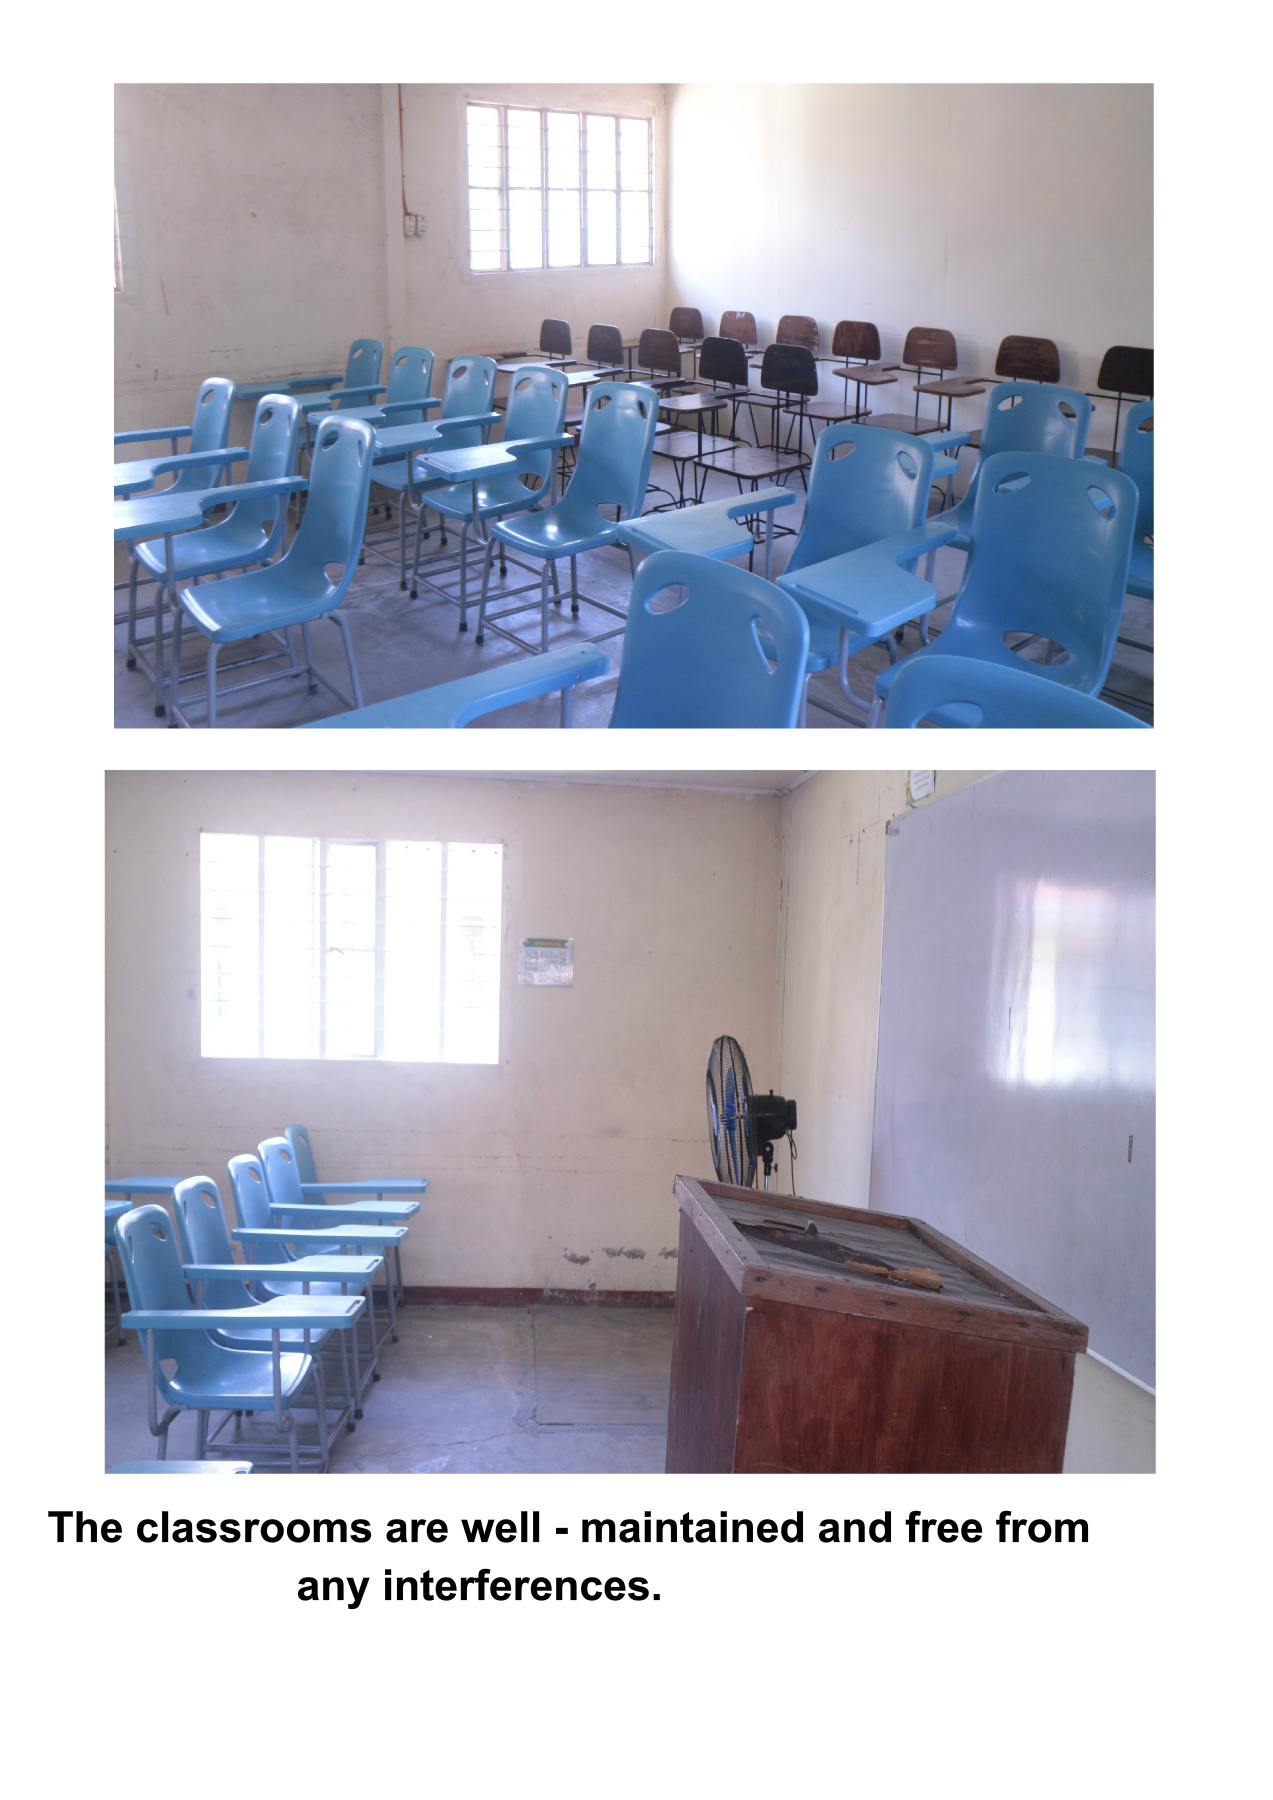 The classrooms are well - maintained and free from
any interferences.